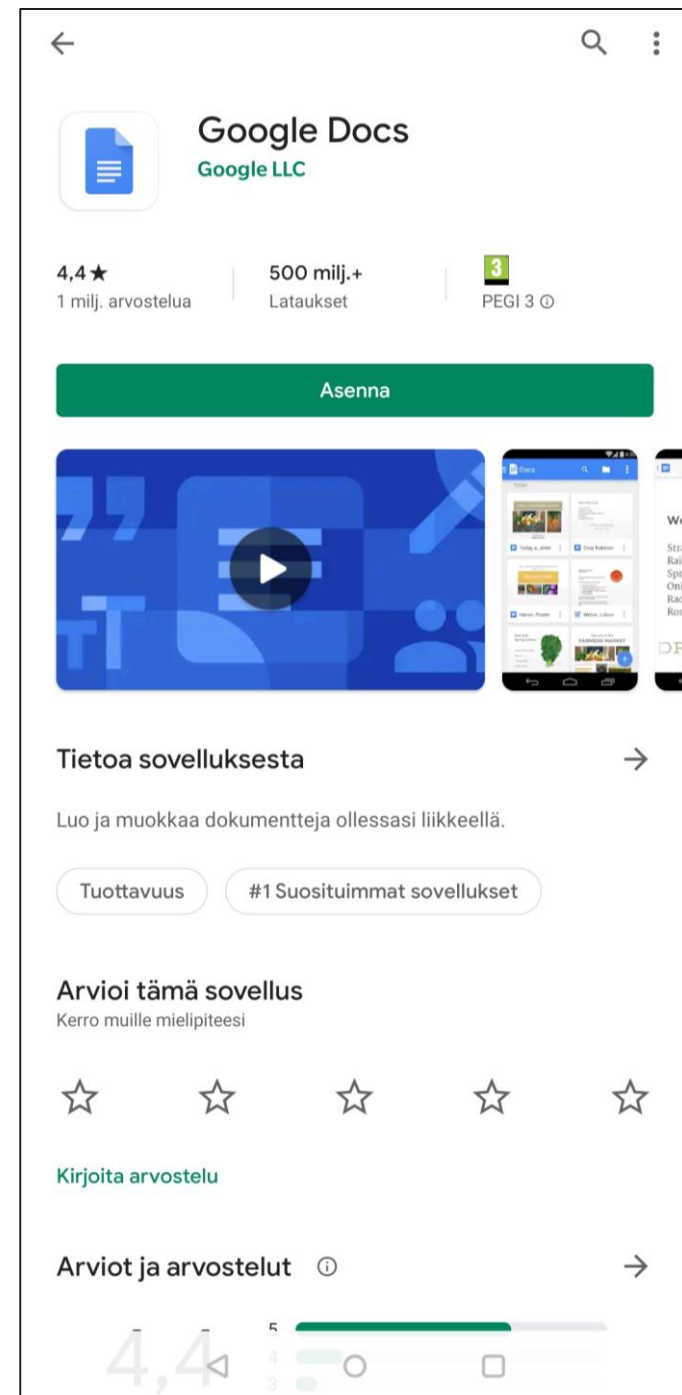 Google Docs
Google LLC
4,4★
500 milj.+
3
1 milj. arvostelua
Lataukset
PEGI 3
Asenna
Docs
Tietoa sovelluksesta
Luo ja muokkaa dokumentteja ollessasi liikkeellä.
Tuottavuus
#1 Suosituimmat sovellukset
Arvioi tämä sovellus
Kerro muille mielipiteesi
Kirjoita arvostelu
Arviot ja arvostelut
4,4
5
4
3